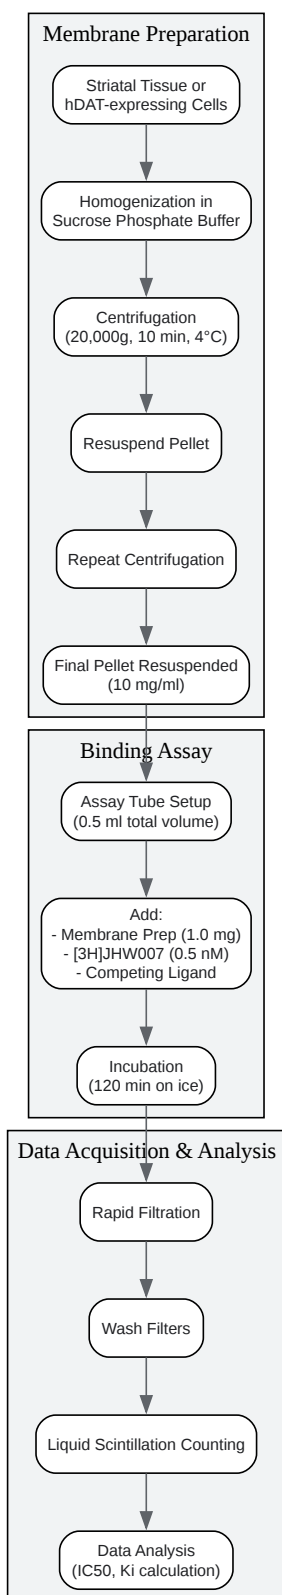 Membrane Preparation
Striatal Tissue or
hDAT-expressing Cells
Homogenization in
Sucrose Phosphate Buffer
Centrifugation
(20,000g, 10 min, 4°C)
Resuspend Pellet
Repeat Centrifugation
Final Pellet Resuspended
(10 mg/ml)
Binding Assay
Assay Tube Setup
(0.5 ml total volume)
Add:
- Membrane Prep (1.0 mg)
- [3H]JHW007 (0.5 nM)
- Competing Ligand
Incubation
(120 min on ice)
Data Acquisition & Analysis
Rapid Filtration
Wash Filters
Liquid Scintillation Counting
Data Analysis
(IC50, Ki calculation)